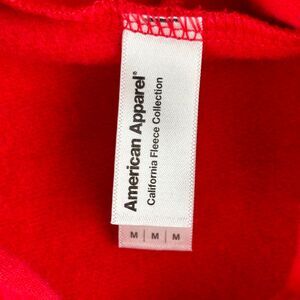 American Apparel®
California Fleece Collection
M | M | M